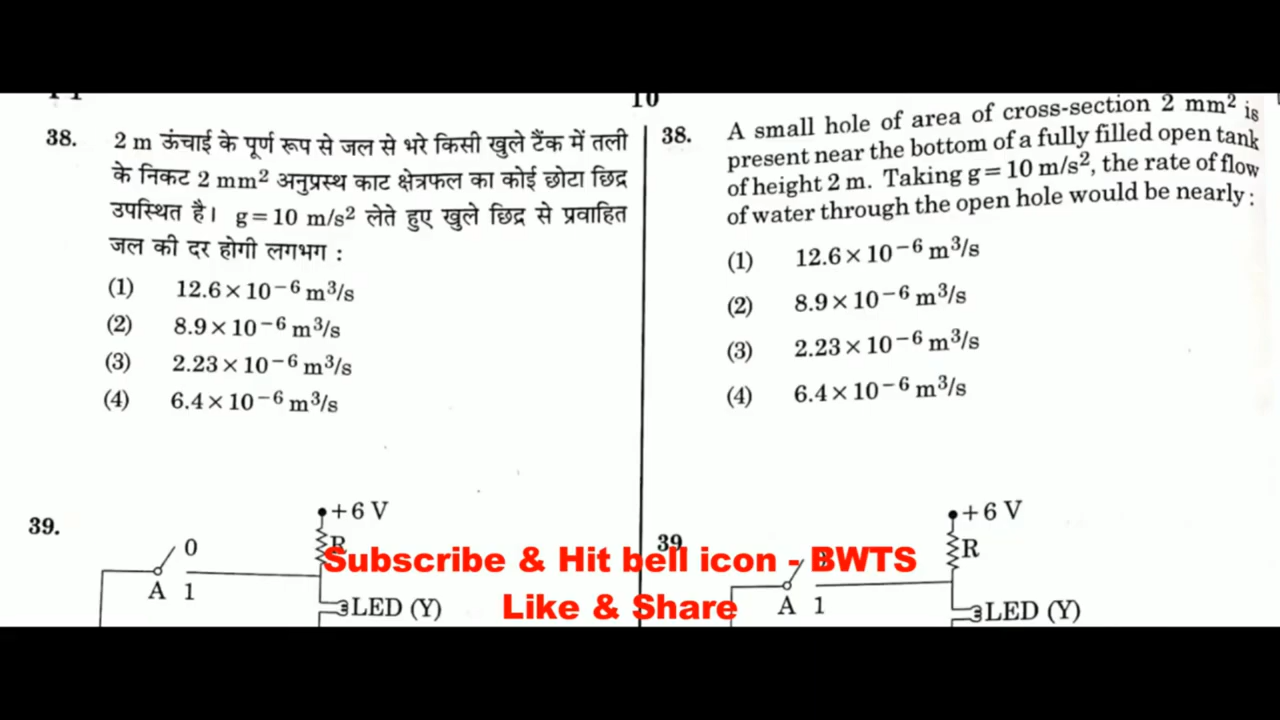 10
38. 2 m ऊंचाई के पूर्ण रूप से जल से भरे किसी खुले टैंक में तली
के निकट 2 mm² अनुप्रस्थ काट क्षेत्रफल का कोई छोटा छिद्र
उपस्थित है। g=10 m/s² लेते हुए खुले छिद्र से प्रवाहित
जल की दर होगी लगभग :
(1) 12.6×10⁻⁶ m³/s
(2) 8.9×10⁻⁶ m³/s
(3) 2.23×10⁻⁶ m³/s
(4) 6.4×10⁻⁶ m³/s
39.
+6 V
R
0
A 1
LED (Y)
38. A small hole of area of cross-section 2 mm² is
present near the bottom of a fully filled open tank
of height 2 m. Taking g=10 m/s², the rate of flow
of water through the open hole would be nearly :
(1) 12.6×10⁻⁶ m³/s
(2) 8.9×10⁻⁶ m³/s
(3) 2.23×10⁻⁶ m³/s
(4) 6.4×10⁻⁶ m³/s
39
+6 V
R
A 1
LED (Y)
Subscribe & Hit bell icon - BWTS
Like & Share